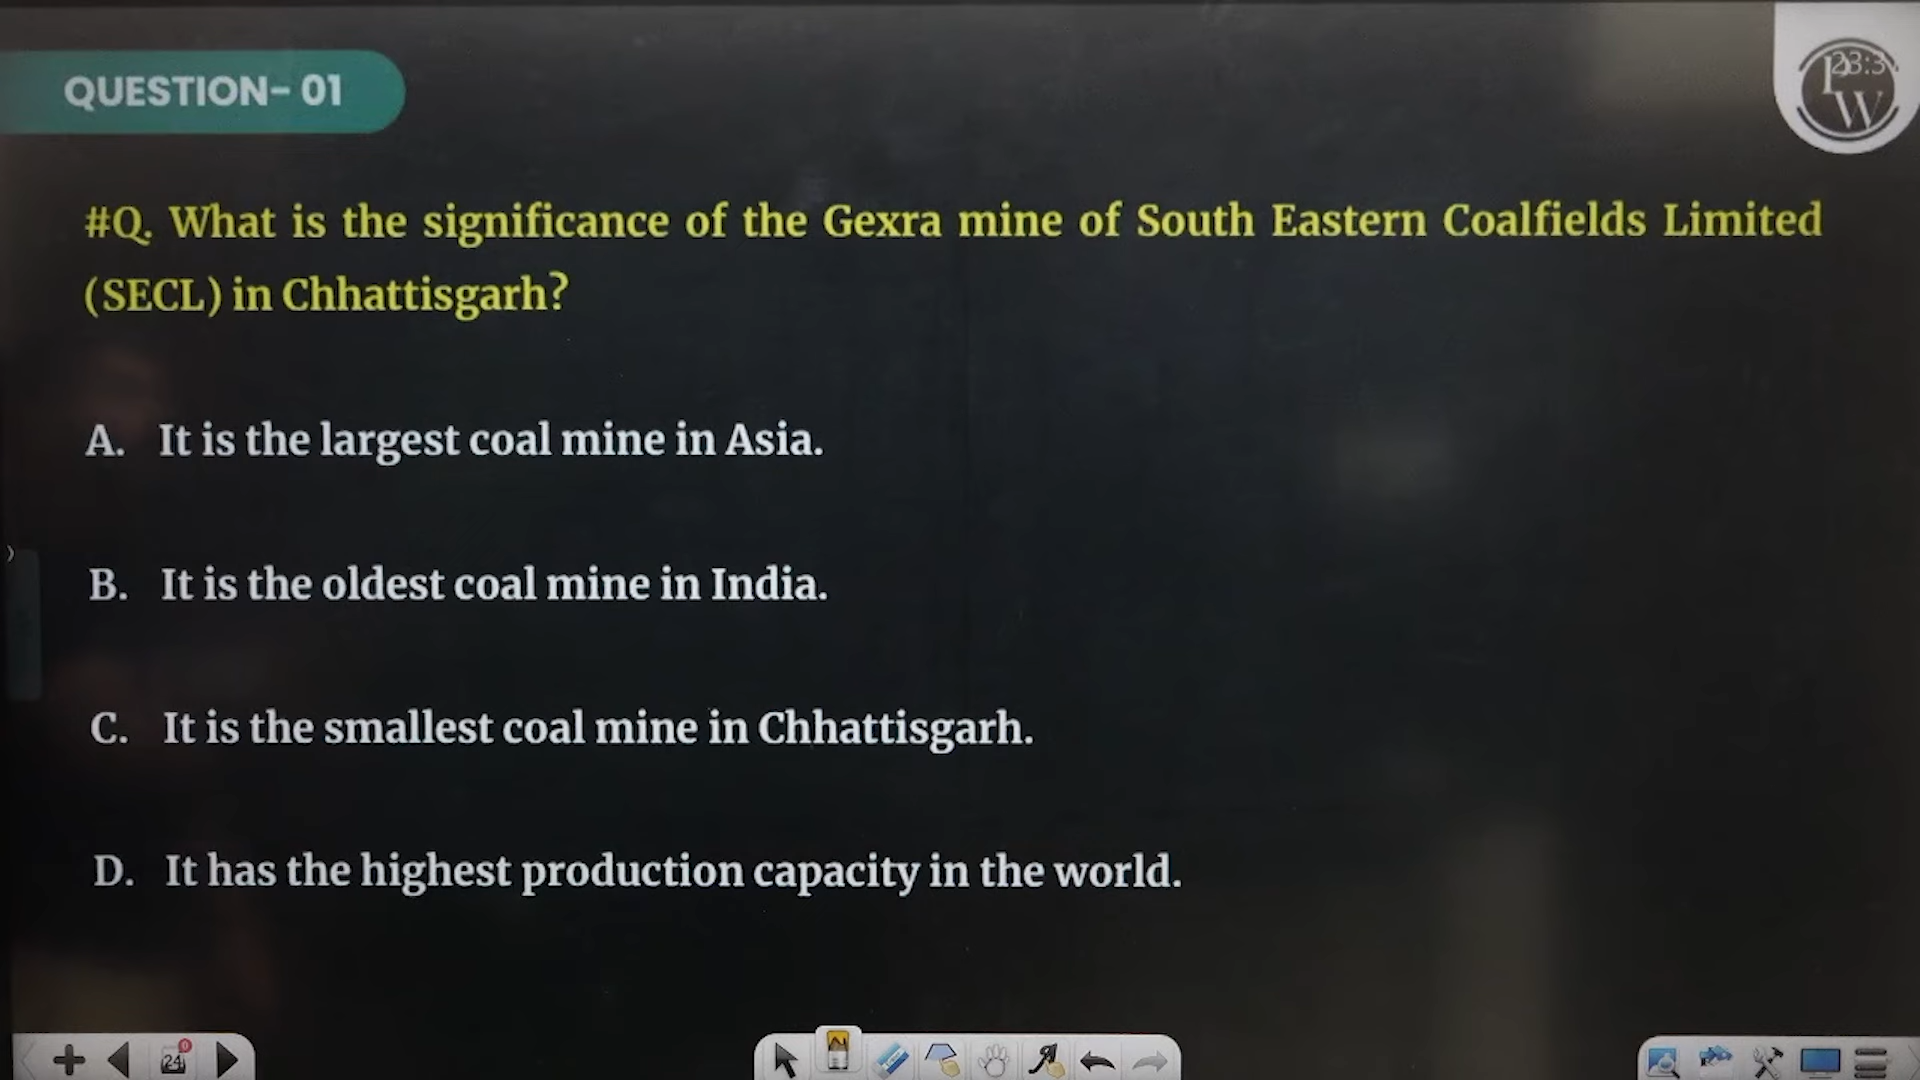 QUESTION- 01
#Q. What is the significance of the Gexra mine of South Eastern Coalfields Limited
(SECL) in Chhattisgarh?
A. It is the largest coal mine in Asia.
B. It is the oldest coal mine in India.
C. It is the smallest coal mine in Chhattisgarh.
D. It has the highest production capacity in the world.
24
0